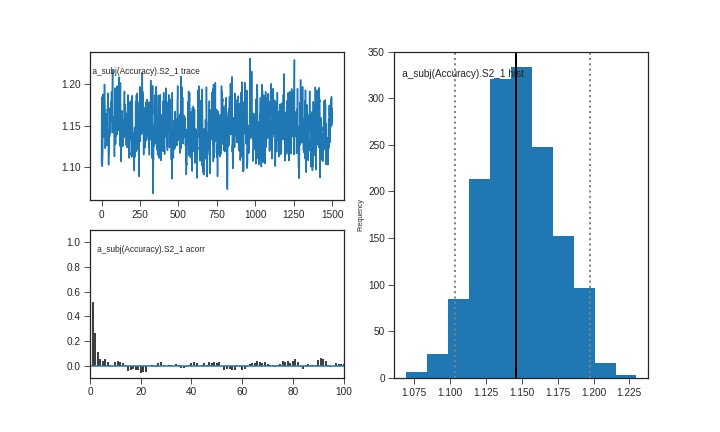 a_subj(Accuracy).S2_1 trace
1.20
1.15
1.10
0 250 500 750 1000 1250 1500
a_subj(Accuracy).S2_1 acorr
1.0
0.8
0.6
0.4
0.2
0.0
0 20 40 60 80 100
a_subj(Accuracy).S2_1 hist
Frequency
350
300
250
200
150
100
50
0
1.075 1.100 1.125 1.150 1.175 1.200 1.225